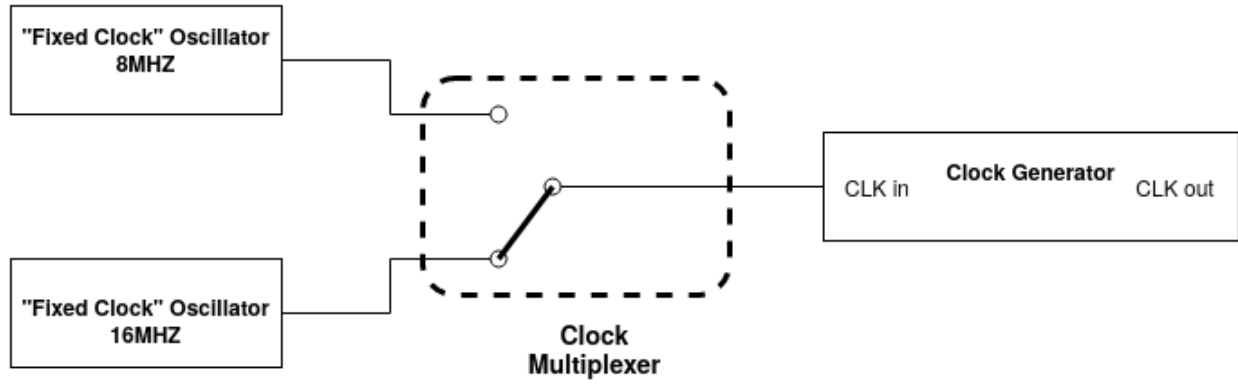 "Fixed Clock" Oscillator
8MHZ
CLK in
Clock Generator
CLK out
"Fixed Clock" Oscillator
16MHZ
Clock
Multiplexer